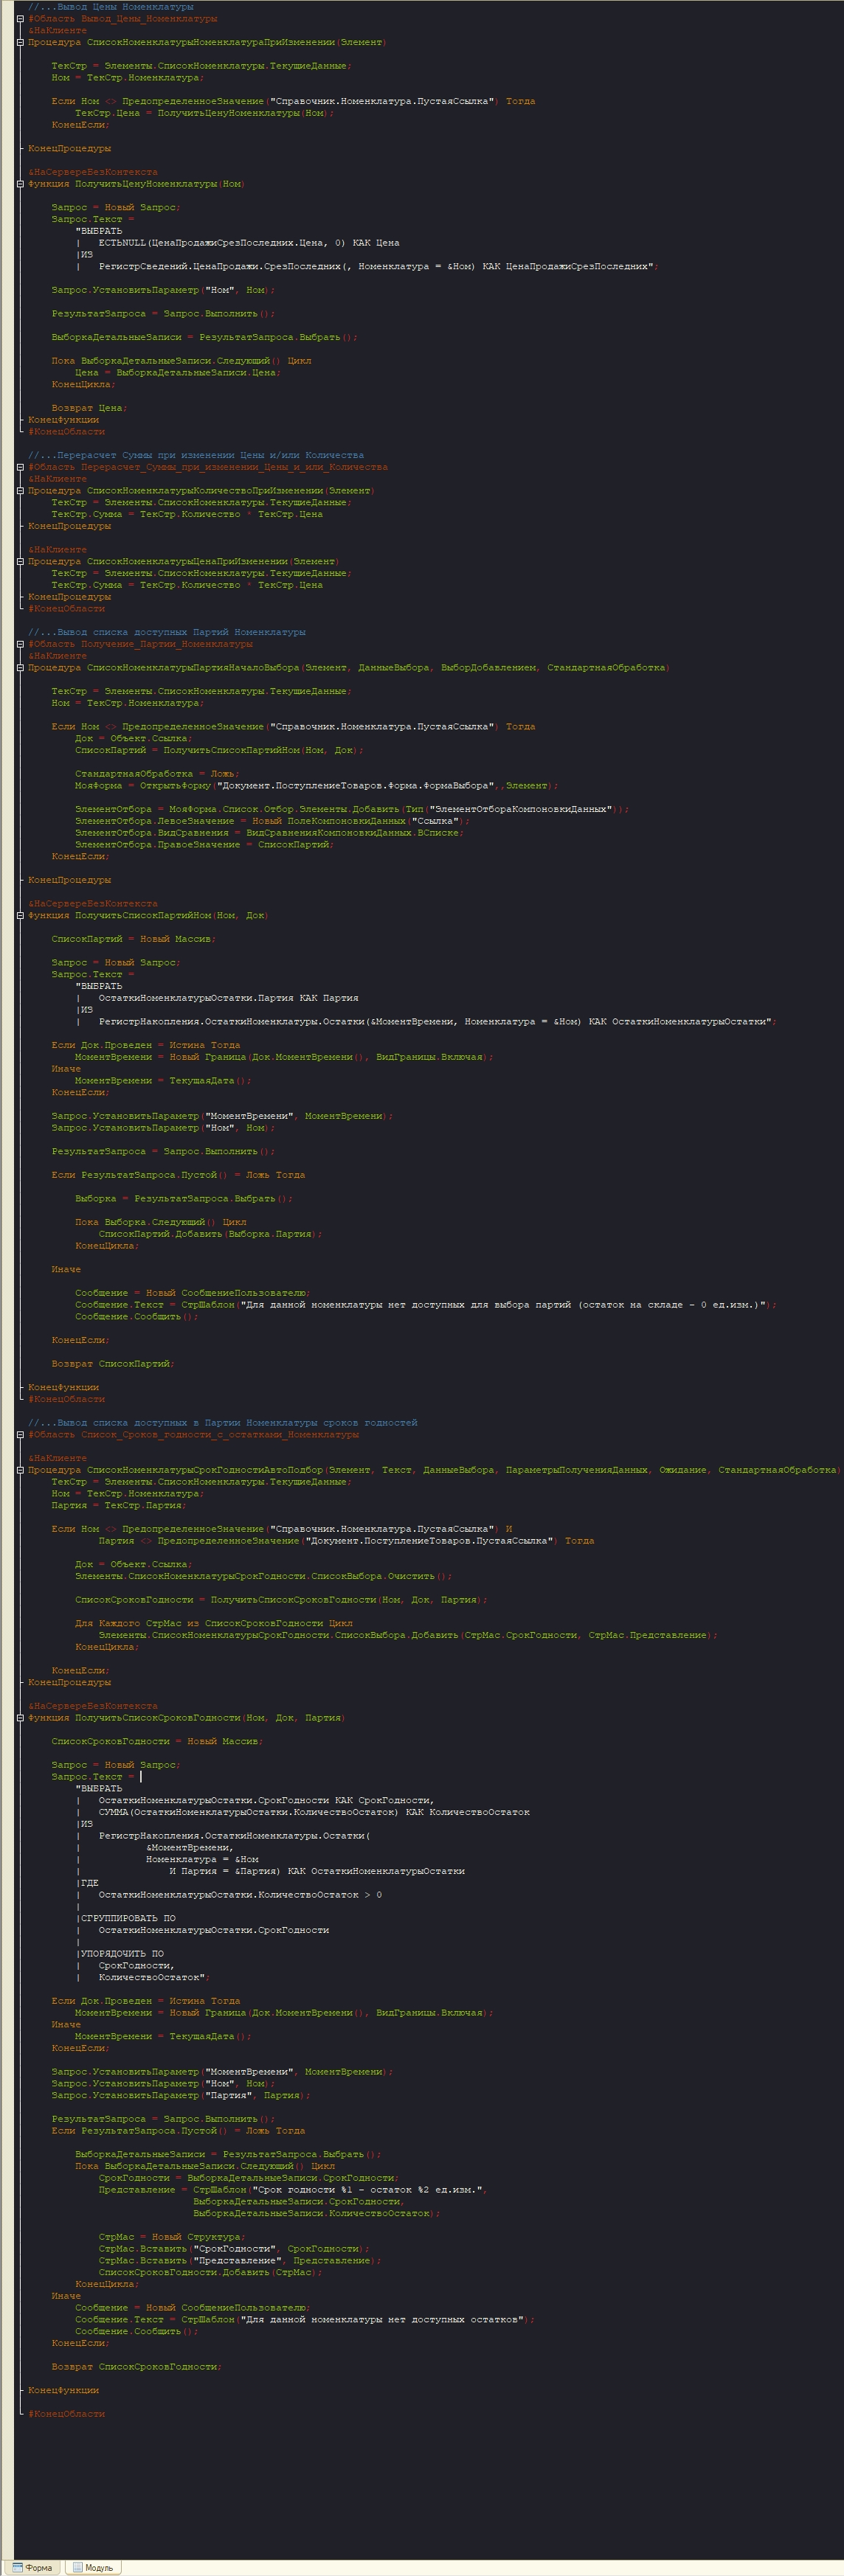 //...Вывод Цены Номенклатуры
#Область Вывод_Цены_Номенклатуры
&НаКлиенте
Процедура СписокНоменклатурыНоменклатураПриИзменении(Элемент)
ТекСтр = Элементы.СписокНоменклатуры.ТекущиеДанные;
Ном = ТекСтр.Номенклатура;
Если Ном <> ПредопределенноеЗначение("Справочник.Номенклатура.ПустаяСсылка") Тогда
ТекСтр.Цена = ПолучитьЦенуНоменклатуры(Ном);
КонецЕсли;
КонецПроцедуры
&НаСервереБезКонтекста
Функция ПолучитьЦенуНоменклатуры(Ном)
Запрос = Новый Запрос;
Запрос.Текст =
"ВЫБРАТЬ
| ЕСТЬNULL(ЦенаПродажиСрезПоследних.Цена, 0) КАК Цена
|ИЗ
| РегистрСведений.ЦенаПродажи.СрезПоследних(, Номенклатура = &Ном) КАК ЦенаПродажиСрезПоследних";
Запрос.УстановитьПараметр("Ном", Ном);
РезультатЗапроса = Запрос.Выполнить();
ВыборкаДетальныеЗаписи = РезультатЗапроса.Выбрать();
Пока ВыборкаДетальныеЗаписи.Следующий() Цикл
Цена = ВыборкаДетальныеЗаписи.Цена;
КонецЦикла;
Возврат Цена;
КонецФункции
#КонецОбласти
//...Перерасчет Суммы при изменении Цены и/или Количества
#Область Перерасчет_Суммы_при_изменении_Цены_и_или_Количества
&НаКлиенте
Процедура СписокНоменклатурыКоличествоПриИзменении(Элемент)
ТекСтр = Элементы.СписокНоменклатуры.ТекущиеДанные;
ТекСтр.Сумма = ТекСтр.Количество * ТекСтр.Цена
КонецПроцедуры
&НаКлиенте
Процедура СписокНоменклатурыЦенаПриИзменении(Элемент)
ТекСтр = Элементы.СписокНоменклатуры.ТекущиеДанные;
ТекСтр.Сумма = ТекСтр.Количество * ТекСтр.Цена
КонецПроцедуры
#КонецОбласти
//...Вывод списка доступных Партий Номенклатуры
#Область Получение_Партии_Номенклатуры
&НаКлиенте
Процедура СписокНоменклатурыПартияНачалоВыбора(Элемент, ДанныеВыбора, ВыборДобавлением, СтандартнаяОбработка)
ТекСтр = Элементы.СписокНоменклатуры.ТекущиеДанные;
Ном = ТекСтр.Номенклатура;
Если Ном <> ПредопределенноеЗначение("Справочник.Номенклатура.ПустаяСсылка") Тогда
Док = Объект.Ссылка;
СписокПартий = ПолучитьСписокПартийНом(Ном, Док);
СтандартнаяОбработка = Ложь;
МояФорма = ОткрытьФорму("Документ.ПоступлениеТоваров.Форма.ФормаВыбора",,Элемент);
ЭлементОтбора = МояФорма.Список.Отбор.Элементы.Добавить(Тип("ЭлементОтбораКомпоновкиДанных"));
ЭлементОтбора.ЛевоеЗначение = Новый ПолеКомпоновкиДанных("Ссылка");
ЭлементОтбора.ВидСравнения = ВидСравненияКомпоновкиДанных.ВСписке;
ЭлементОтбора.ПравоеЗначение = СписокПартий;
КонецЕсли;
КонецПроцедуры
&НаСервереБезКонтекста
Функция ПолучитьСписокПартийНом(Ном, Док)
СписокПартий = Новый Массив;
Запрос = Новый Запрос;
Запрос.Текст =
"ВЫБРАТЬ
| ОстаткиНоменклатурыОстатки.Партия КАК Партия
|ИЗ
| РегистрНакопления.ОстаткиНоменклатуры.Остатки(&МоментВремени, Номенклатура = &Ном) КАК ОстаткиНоменклатурыОстатки";
Если Док.Проведен = Истина Тогда
МоментВремени = Новый Граница(Док.МоментВремени(), ВидГраницы.Включая);
Иначе
МоментВремени = ТекущаяДата();
КонецЕсли;
Запрос.УстановитьПараметр("МоментВремени", МоментВремени);
Запрос.УстановитьПараметр("Ном", Ном);
РезультатЗапроса = Запрос.Выполнить();
Если РезультатЗапроса.Пустой() = Ложь Тогда
Выборка = РезультатЗапроса.Выбрать();
Пока Выборка.Следующий() Цикл
СписокПартий.Добавить(Выборка.Партия);
КонецЦикла;
Иначе
Сообщение = Новый СообщениеПользователю;
Сообщение.Текст = СтрШаблон("Для данной номенклатуры нет доступных для выбора партий (остаток на складе - 0 ед.изм.)");
Сообщение.Сообщить();
КонецЕсли;
Возврат СписокПартий;
КонецФункции
#КонецОбласти
//...Вывод списка доступных в Партии Номенклатуры сроков годностей
#Область Список_Сроков_годности_с_остатками_Номенклатуры
&НаКлиенте
Процедура СписокНоменклатурыСрокГодностиАвтоПодбор(Элемент, Текст, ДанныеВыбора, ПараметрыПолученияДанных, Ожидание, СтандартнаяОбработка)
ТекСтр = Элементы.СписокНоменклатуры.ТекущиеДанные;
Ном = ТекСтр.Номенклатура;
Партия = ТекСтр.Партия;
Если Ном <> ПредопределенноеЗначение("Справочник.Номенклатура.ПустаяСсылка") И
Партия <> ПредопределенноеЗначение("Документ.ПоступлениеТоваров.ПустаяСсылка") Тогда
Док = Объект.Ссылка;
Элементы.СписокНоменклатурыСрокГодности.СписокВыбора.Очистить();
СписокСроковГодности = ПолучитьСписокСроковГодности(Ном, Док, Партия);
Для Каждого СтрМас из СписокСроковГодности Цикл
Элементы.СписокНоменклатурыСрокГодности.СписокВыбора.Добавить(СтрМас.СрокГодности, СтрМас.Представление);
КонецЦикла;
КонецЕсли;
КонецПроцедуры
&НаСервереБезКонтекста
Функция ПолучитьСписокСроковГодности(Ном, Док, Партия)
СписокСроковГодности = Новый Массив;
Запрос = Новый Запрос;
Запрос.Текст =
"ВЫБРАТЬ
| ОстаткиНоменклатурыОстатки.СрокГодности КАК СрокГодности,
| СУММА(ОстаткиНоменклатурыОстатки.КоличествоОстаток) КАК КоличествоОстаток
|ИЗ
| РегистрНакопления.ОстаткиНоменклатуры.Остатки(
| &МоментВремени,
| Номенклатура = &Ном
| И Партия = &Партия) КАК ОстаткиНоменклатурыОстатки
|ГДЕ
| ОстаткиНоменклатурыОстатки.КоличествоОстаток > 0
|
|СГРУППИРОВАТЬ ПО
| ОстаткиНоменклатурыОстатки.СрокГодности
|
|УПОРЯДОЧИТЬ ПО
| СрокГодности,
| КоличествоОстаток";
Если Док.Проведен = Истина Тогда
МоментВремени = Новый Граница(Док.МоментВремени(), ВидГраницы.Включая);
Иначе
МоментВремени = ТекущаяДата();
КонецЕсли;
Запрос.УстановитьПараметр("МоментВремени", МоментВремени);
Запрос.УстановитьПараметр("Ном", Ном);
Запрос.УстановитьПараметр("Партия", Партия);
РезультатЗапроса = Запрос.Выполнить();
Если РезультатЗапроса.Пустой() = Ложь Тогда
ВыборкаДетальныеЗаписи = РезультатЗапроса.Выбрать();
Пока ВыборкаДетальныеЗаписи.Следующий() Цикл
СрокГодности = ВыборкаДетальныеЗаписи.СрокГодности;
Представление = СтрШаблон("Срок годности %1 - остаток %2 ед.изм.",
ВыборкаДетальныеЗаписи.СрокГодности,
ВыборкаДетальныеЗаписи.КоличествоОстаток);
СтрМас = Новый Структура;
СтрМас.Вставить("СрокГодности", СрокГодности);
СтрМас.Вставить("Представление", Представление);
СписокСроковГодности.Добавить(СтрМас);
КонецЦикла;
Иначе
Сообщение = Новый СообщениеПользователю;
Сообщение.Текст = СтрШаблон("Для данной номенклатуры нет доступных остатков");
Сообщение.Сообщить();
КонецЕсли;
Возврат СписокСроковГодности;
КонецФункции
#КонецОбласти
Форма Модуль